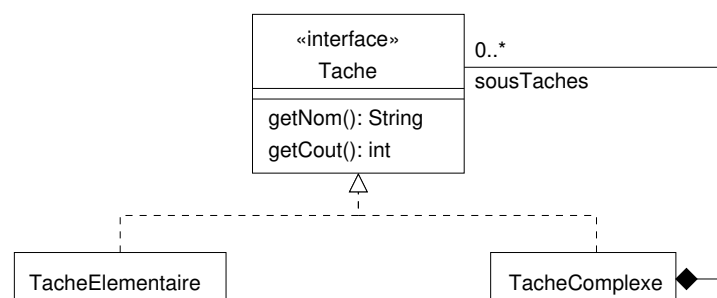 «interface»
Tache
0..*
sousTaches
getNom(): String
getCout(): int
TacheElementaire
TacheComplexe